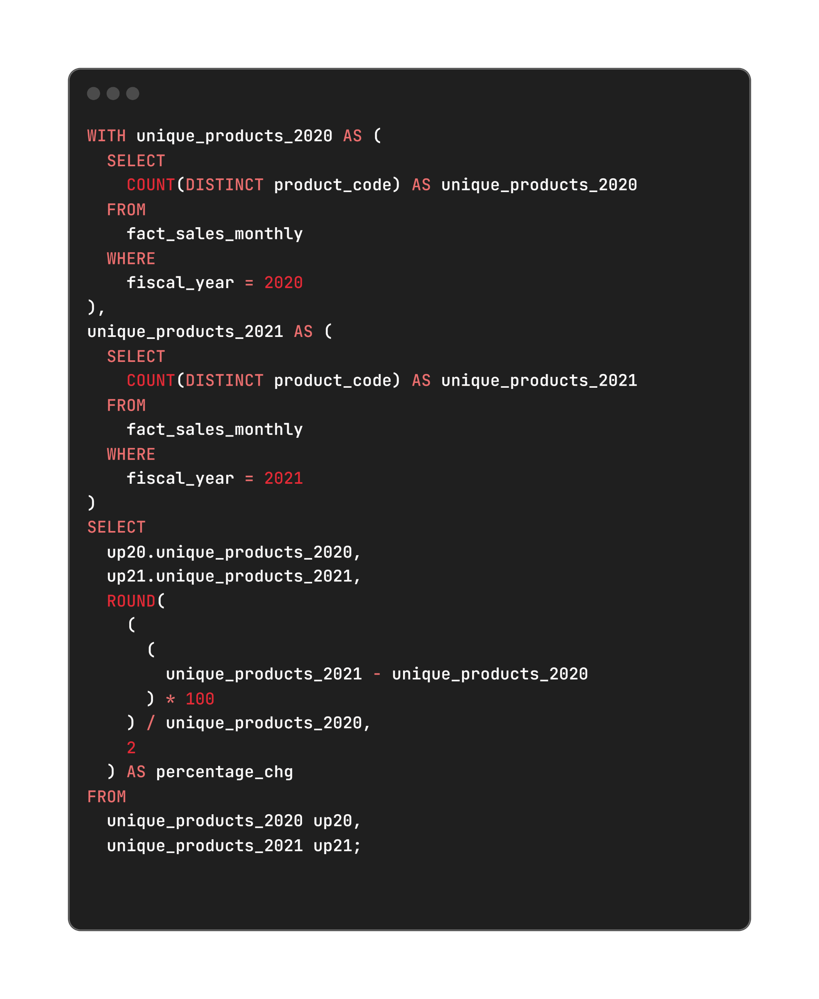 WITH unique_products_2020 AS (
  SELECT
    COUNT(DISTINCT product_code) AS unique_products_2020
  FROM
    fact_sales_monthly
  WHERE
    fiscal_year = 2020
),
unique_products_2021 AS (
  SELECT
    COUNT(DISTINCT product_code) AS unique_products_2021
  FROM
    fact_sales_monthly
  WHERE
    fiscal_year = 2021
)
SELECT
  up20.unique_products_2020,
  up21.unique_products_2021,
  ROUND(
    (
      (
        unique_products_2021 - unique_products_2020
      ) * 100
    ) / unique_products_2020,
    2
  ) AS percentage_chg
FROM
  unique_products_2020 up20,
  unique_products_2021 up21;